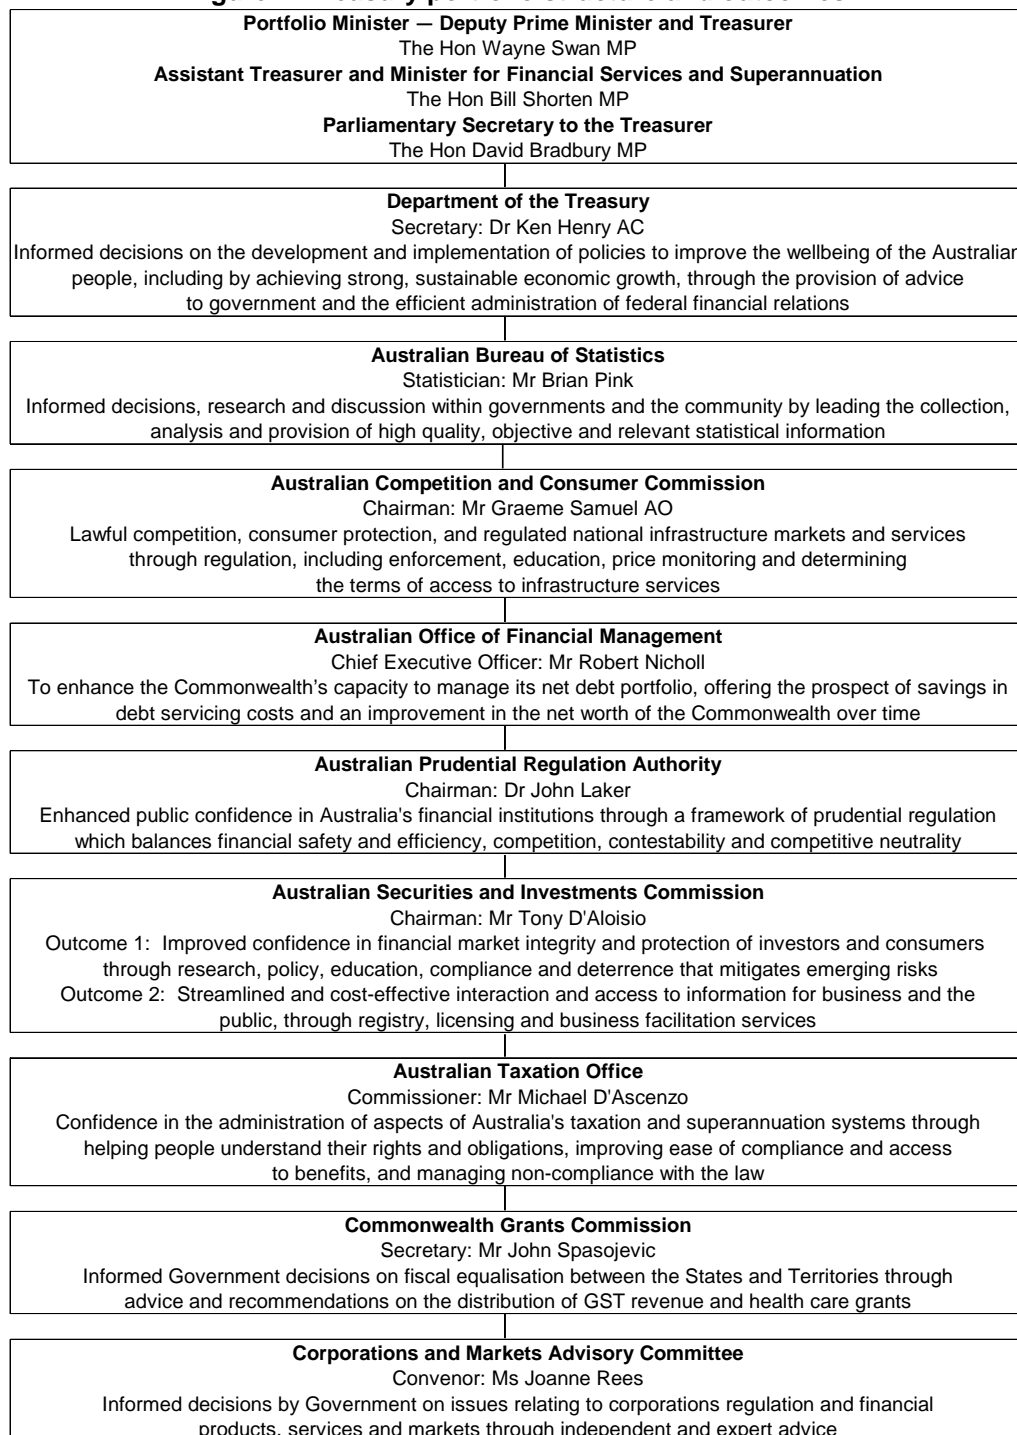 Portfolio Minister — Deputy Prime Minister and Treasurer
The Hon Wayne Swan MP
Assistant Treasurer and Minister for Financial Services and Superannuation
The Hon Bill Shorten MP
Parliamentary Secretary to the Treasurer
The Hon David Bradbury MP
Department of the Treasury
Secretary: Dr Ken Henry AC
Informed decisions on the development and implementation of policies to improve the wellbeing of the Australian
people, including by achieving strong, sustainable economic growth, through the provision of advice
to government and the efficient administration of federal financial relations
Australian Bureau of Statistics
Statistician: Mr Brian Pink
Informed decisions, research and discussion within governments and the community by leading the collection,
analysis and provision of high quality, objective and relevant statistical information
Australian Competition and Consumer Commission
Chairman: Mr Graeme Samuel AO
Lawful competition, consumer protection, and regulated national infrastructure markets and services
through regulation, including enforcement, education, price monitoring and determining
the terms of access to infrastructure services
Australian Office of Financial Management
Chief Executive Officer: Mr Robert Nicholl
To enhance the Commonwealth's capacity to manage its net debt portfolio, offering the prospect of savings in
debt servicing costs and an improvement in the net worth of the Commonwealth over time
Australian Prudential Regulation Authority
Chairman: Dr John Laker
Enhanced public confidence in Australia's financial institutions through a framework of prudential regulation
which balances financial safety and efficiency, competition, contestability and competitive neutrality
Australian Securities and Investments Commission
Chairman: Mr Tony D'Aloisio
Outcome 1:  Improved confidence in financial market integrity and protection of investors and consumers
through research, policy, education, compliance and deterrence that mitigates emerging risks
Outcome 2:  Streamlined and cost-effective interaction and access to information for business and the
public, through registry, licensing and business facilitation services
Australian Taxation Office
Commissioner: Mr Michael D'Ascenzo
Confidence in the administration of aspects of Australia's taxation and superannuation systems through
helping people understand their rights and obligations, improving ease of compliance and access
to benefits, and managing non-compliance with the law
Commonwealth Grants Commission
Secretary: Mr John Spasojevic
Informed Government decisions on fiscal equalisation between the States and Territories through
advice and recommendations on the distribution of GST revenue and health care grants
Corporations and Markets Advisory Committee
Convenor: Ms Joanne Rees
Informed decisions by Government on issues relating to corporations regulation and financial
products, services and markets through independent and expert advice